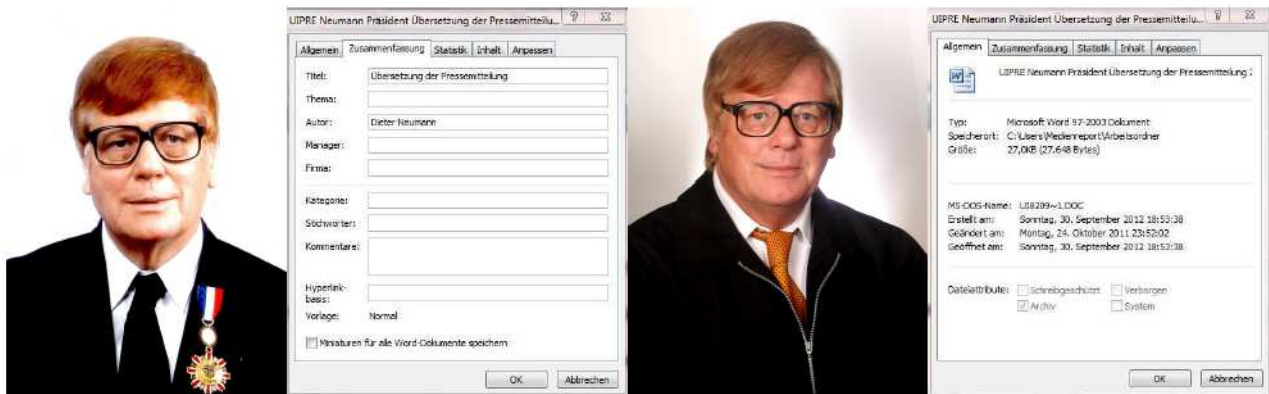 UIPRE Neumann Präsident Übersetzung der Pressemitteilu...
Allgemein Zusammenfassung Statistik Inhalt Anpassen
Titel: Übersetzung der Pressemitteilung
Thema:
Autor: Dieter Neumann
Manager:
Firma:
Kategorie:
Stichwörter:
Kommentare:
Hyperlink-
basis:
Vorlage: Normal
Miniaturen für alle Word-Dokumente speichern
OK Abbrechen
UIPRE Neumann Präsident Übersetzung der Pressemitteilu...
Allgemein Zusammenfassung Statistik Inhalt Anpassen
UIPRE Neumann Präsident Übersetzung der Pressemitteilung 2
Typ: Microsoft Word 97-2003 Dokument
Speicherort: C:\Users\Medienreport\Arbeitsordner
Größe: 27,0KB (27.648 Bytes)
MS-DOS-Name: UI8209~1.DOC
Erstellt am: Sonntag, 30. September 2012 18:53:38
Geändert am: Montag, 24. Oktober 2011 23:52:02
Geöffnet am: Sonntag, 30. September 2012 18:53:38
Dateiattribute: Schreibgeschützt Verborgen
Archiv System
OK Abbrechen